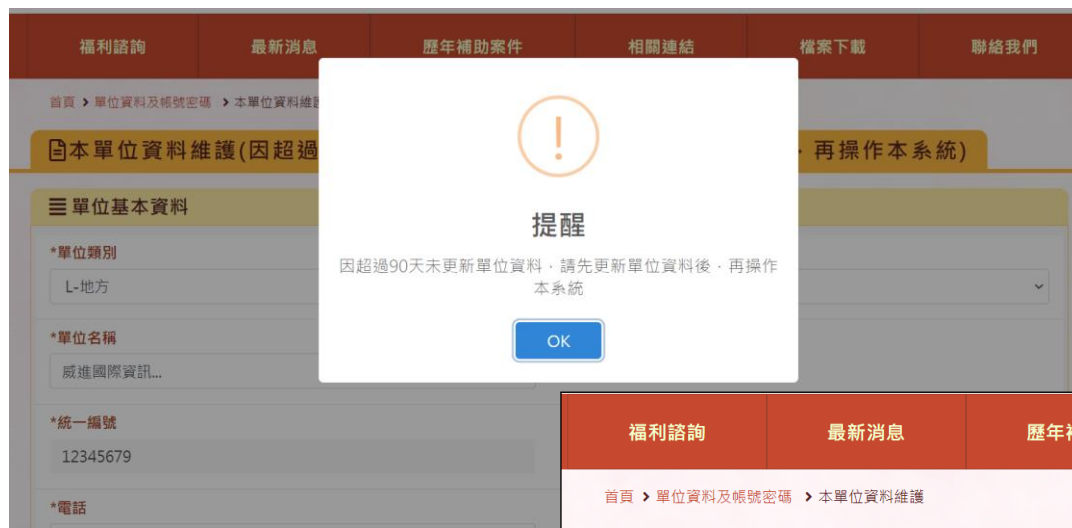 福利諮詢 最新消息 歷年補助案件 相關連結 檔案下載 聯絡我們
首頁 > 單位資料及帳號密碼 > 本單位資料維護
本單位資料維護(因超過
，再操作本系統)
單位基本資料
*單位類別
L-地方
*單位名稱
威進國際資訊...
*統一編號
12345679
*電話
!
提醒
因超過90天未更新單位資料，請先更新單位資料後，再操作
本系統
OK
福利諮詢 最新消息 歷年
首頁 > 單位資料及帳號密碼 > 本單位資料維護